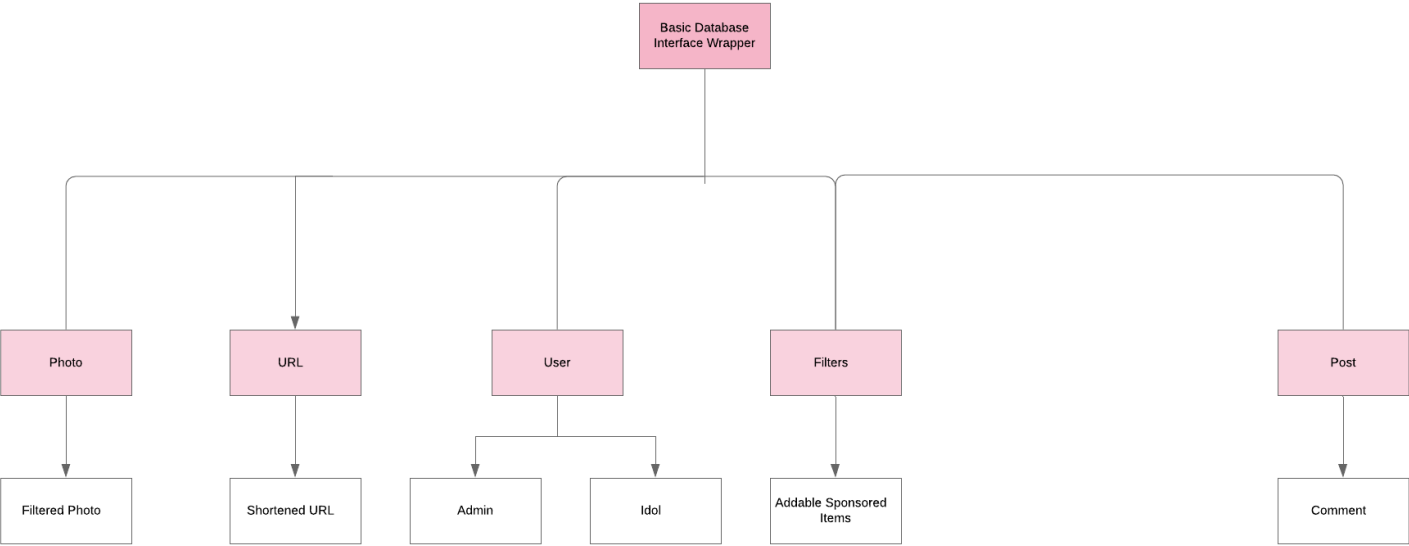 Basic Database
Interface Wrapper
Photo
URL
User
Filters
Post
Filtered Photo
Shortened URL
Admin
Idol
Addable Sponsored
Items
Comment